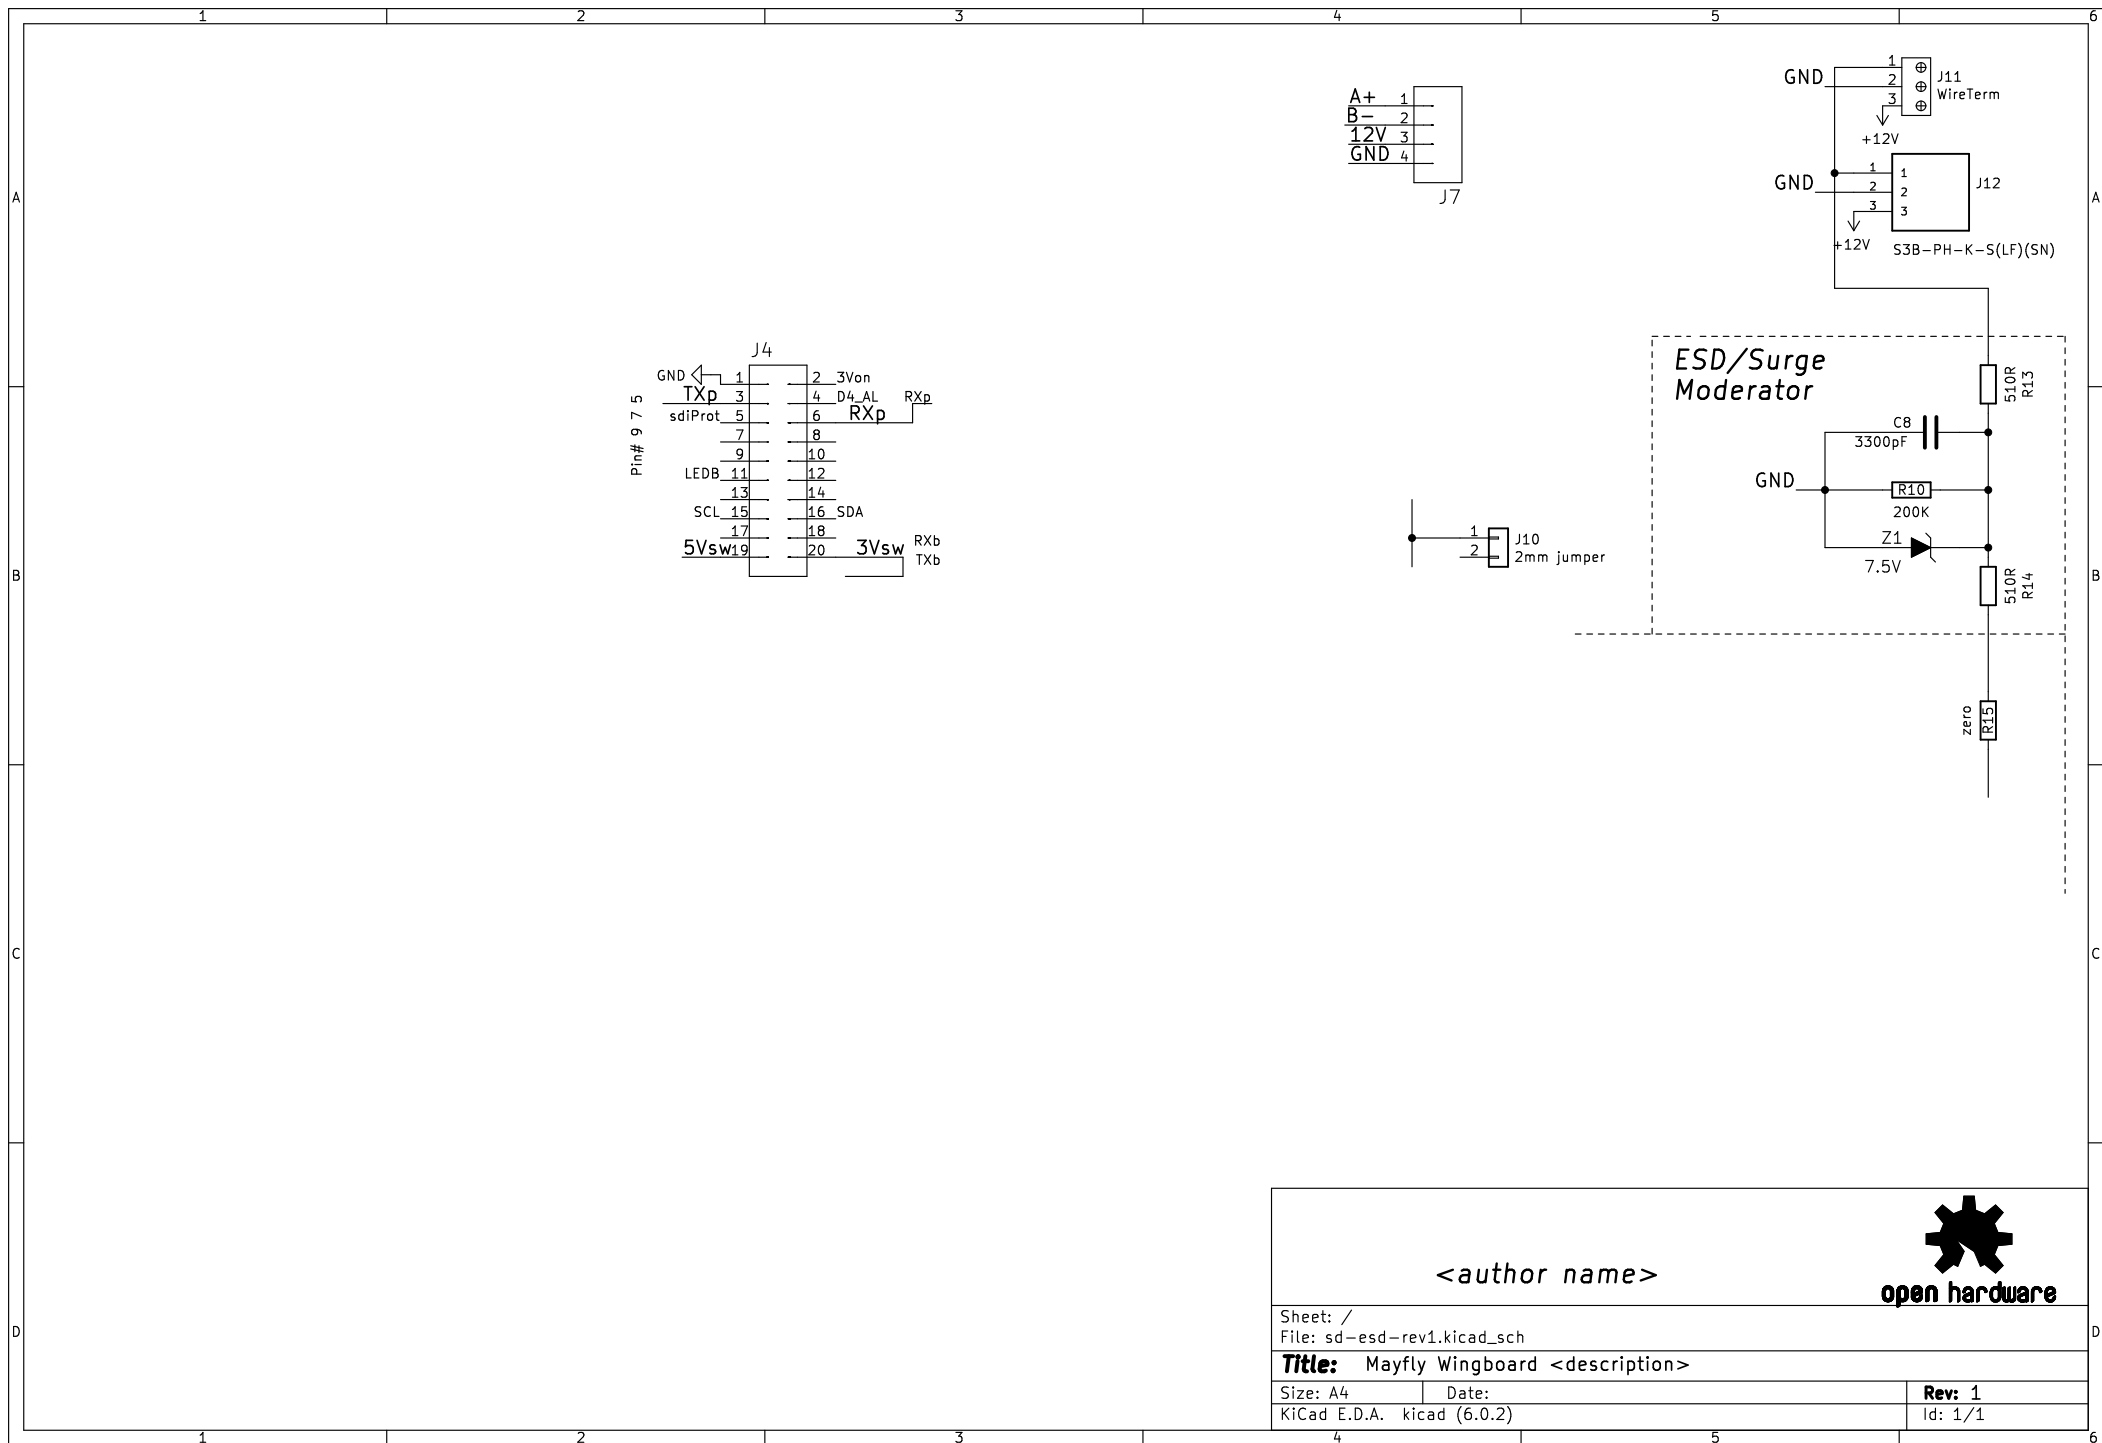 1 2 3 4 5 6
1
GND 2 J11
3 WireTerm
+12V
A+ 1
B- 2
12V 3
GND 4
J7
1 1
GND 2 2 J12
3 3
+12V
S3B-PH-K-S(LF)(SN)
A A
J4
GND 1 2 3Von
TXp 3 4 D4_AL RXp
sdiProt 5 6 RXp
7 8
9 10
LEDB 11 12
13 14
SCL 15 16 SDA
17 18 RXb
5Vsw 19 20 3Vsw TXb
Pin# 9 7 5
ESD/Surge
Moderator
510R
R13
C8
3300pF
GND R10
200K
Z1
7.5V
510R
R14
1 J10
2 2mm jumper
B B
zero
R15
C C
<author name>
open hardware
Sheet: /
File: sd-esd-rev1.kicad_sch
D D
Title: Mayfly Wingboard <description>
Size: A4 Date: Rev: 1
KiCad E.D.A. kicad (6.0.2) Id: 1/1
1 2 3 4 5 6